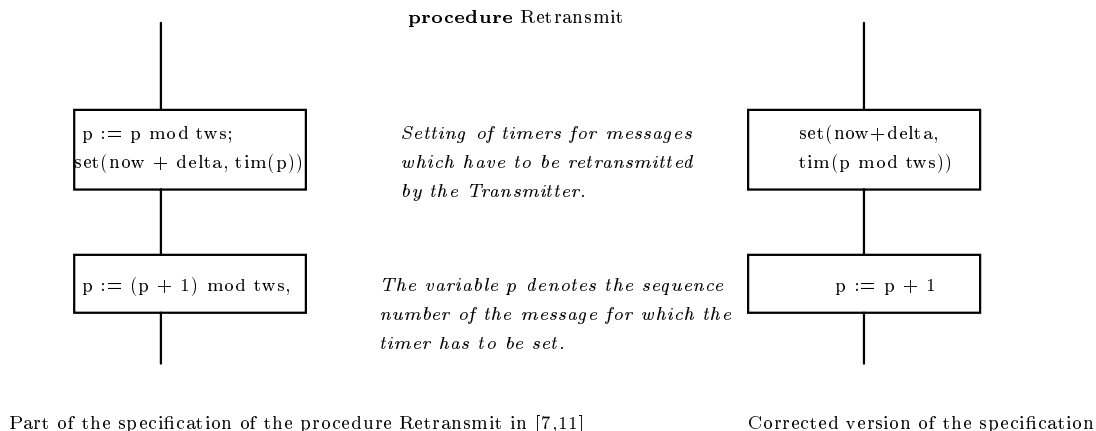 procedure Retransmit
p := p mod tws;
set(now + delta, tim(p))
Setting of timers for messages
which have to be retransmitted
by the Transmitter.
set(now+delta,
tim(p mod tws))
p := (p + 1) mod tws,
The variable p denotes the sequence
number of the message for which the
timer has to be set.
p := p + 1
Part of the specification of the procedure Retransmit in [7,11]
Corrected version of the specification